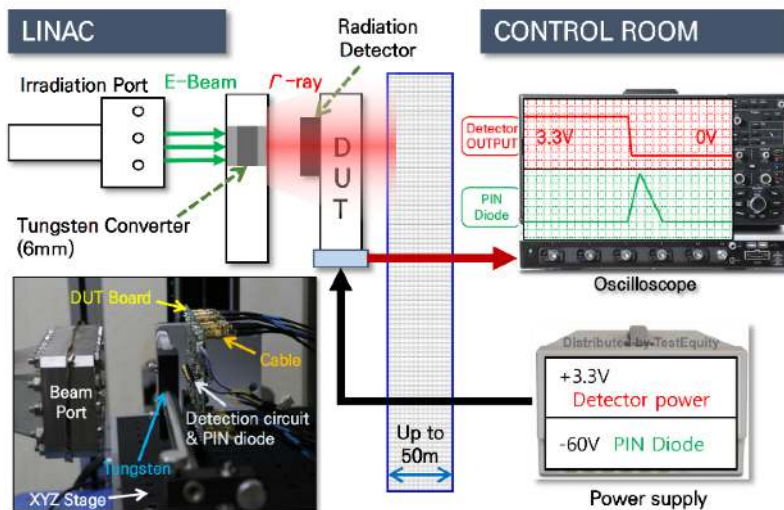 LINAC
CONTROL ROOM
Radiation
Detector
Irradiation Port
E-Beam
ᒥ-ray
Detector
OUTPUT
3.3V
0V
DUT
PIN
Diode
Tungsten Converter
(6mm)
Oscilloscope
DUT Board
Cable
Beam
Port
Detection circuit
& PIN diode
Tungsten
XYZ Stage
Up to
50m
Distributed by TestEquity
+3.3V
Detector power
-60V PIN Diode
Power supply